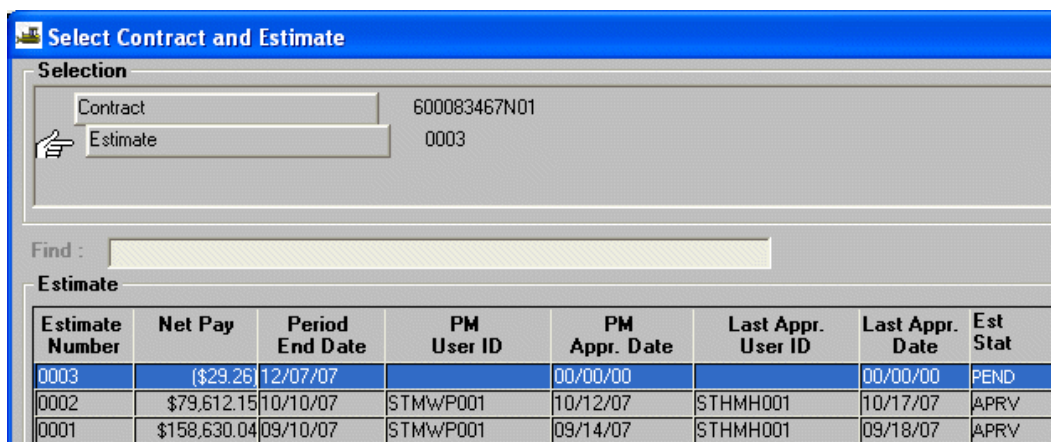 Select Contract and Estimate
Selection
Contract 600083467N01
Estimate 0003
Find :
Estimate
Estimate Number Net Pay Period End Date PM User ID PM Appr. Date Last Appr. User ID Last Appr. Date Est Stat
0003 ($29.26) 12/07/07 00/00/00 00/00/00 PEND
0002 $79,612.15 10/10/07 STMWP001 10/12/07 STHMH001 10/17/07 APRV
0001 $158,630.04 09/10/07 STMWP001 09/14/07 STHMH001 09/18/07 APRV